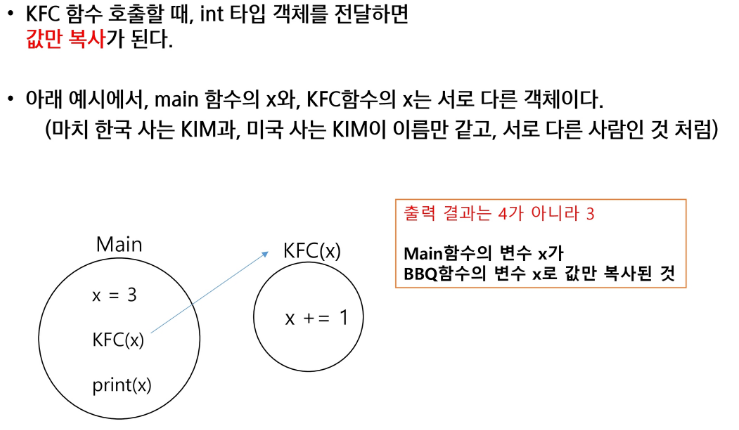 • KFC 함수 호출할 때, int 타입 객체를 전달하면
값만 복사가 된다.
• 아래 예시에서, main 함수의 x와, KFC함수의 x는 서로 다른 객체이다.
(마치 한국 사는 KIM과, 미국 사는 KIM이 이름만 같고, 서로 다른 사람인 것 처럼)
출력 결과는 4가 아니라 3
Main함수의 변수 x가
BBQ함수의 변수 x로 값만 복사된 것
Main
x = 3
KFC(x)
print(x)
KFC(x)
x += 1